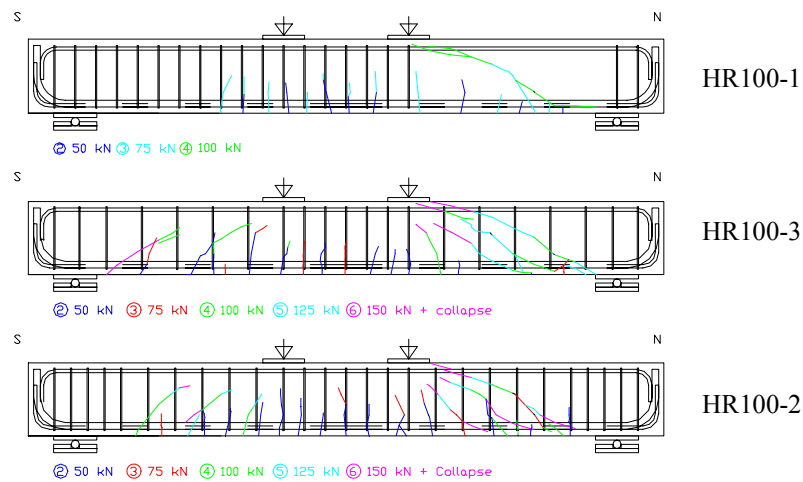 S N
HR100-1
② 50 kN ③ 75 kN ④ 100 kN
S N
HR100-3
② 50 kN ③ 75 kN ④ 100 kN ⑤ 125 kN ⑥ 150 kN + collapse
S N
HR100-2
② 50 kN ③ 75 kN ④ 100 kN ⑤ 125 kN ⑥ 150 kN + Collapse